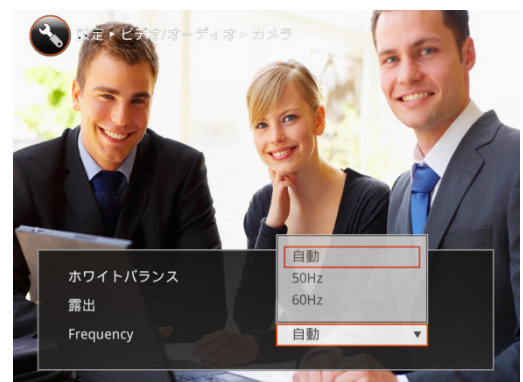 設定 ▸ ビデオ/オーディオ ▸ カメラ
ホワイトバランス
露出
Frequency
自動
50Hz
60Hz
自動